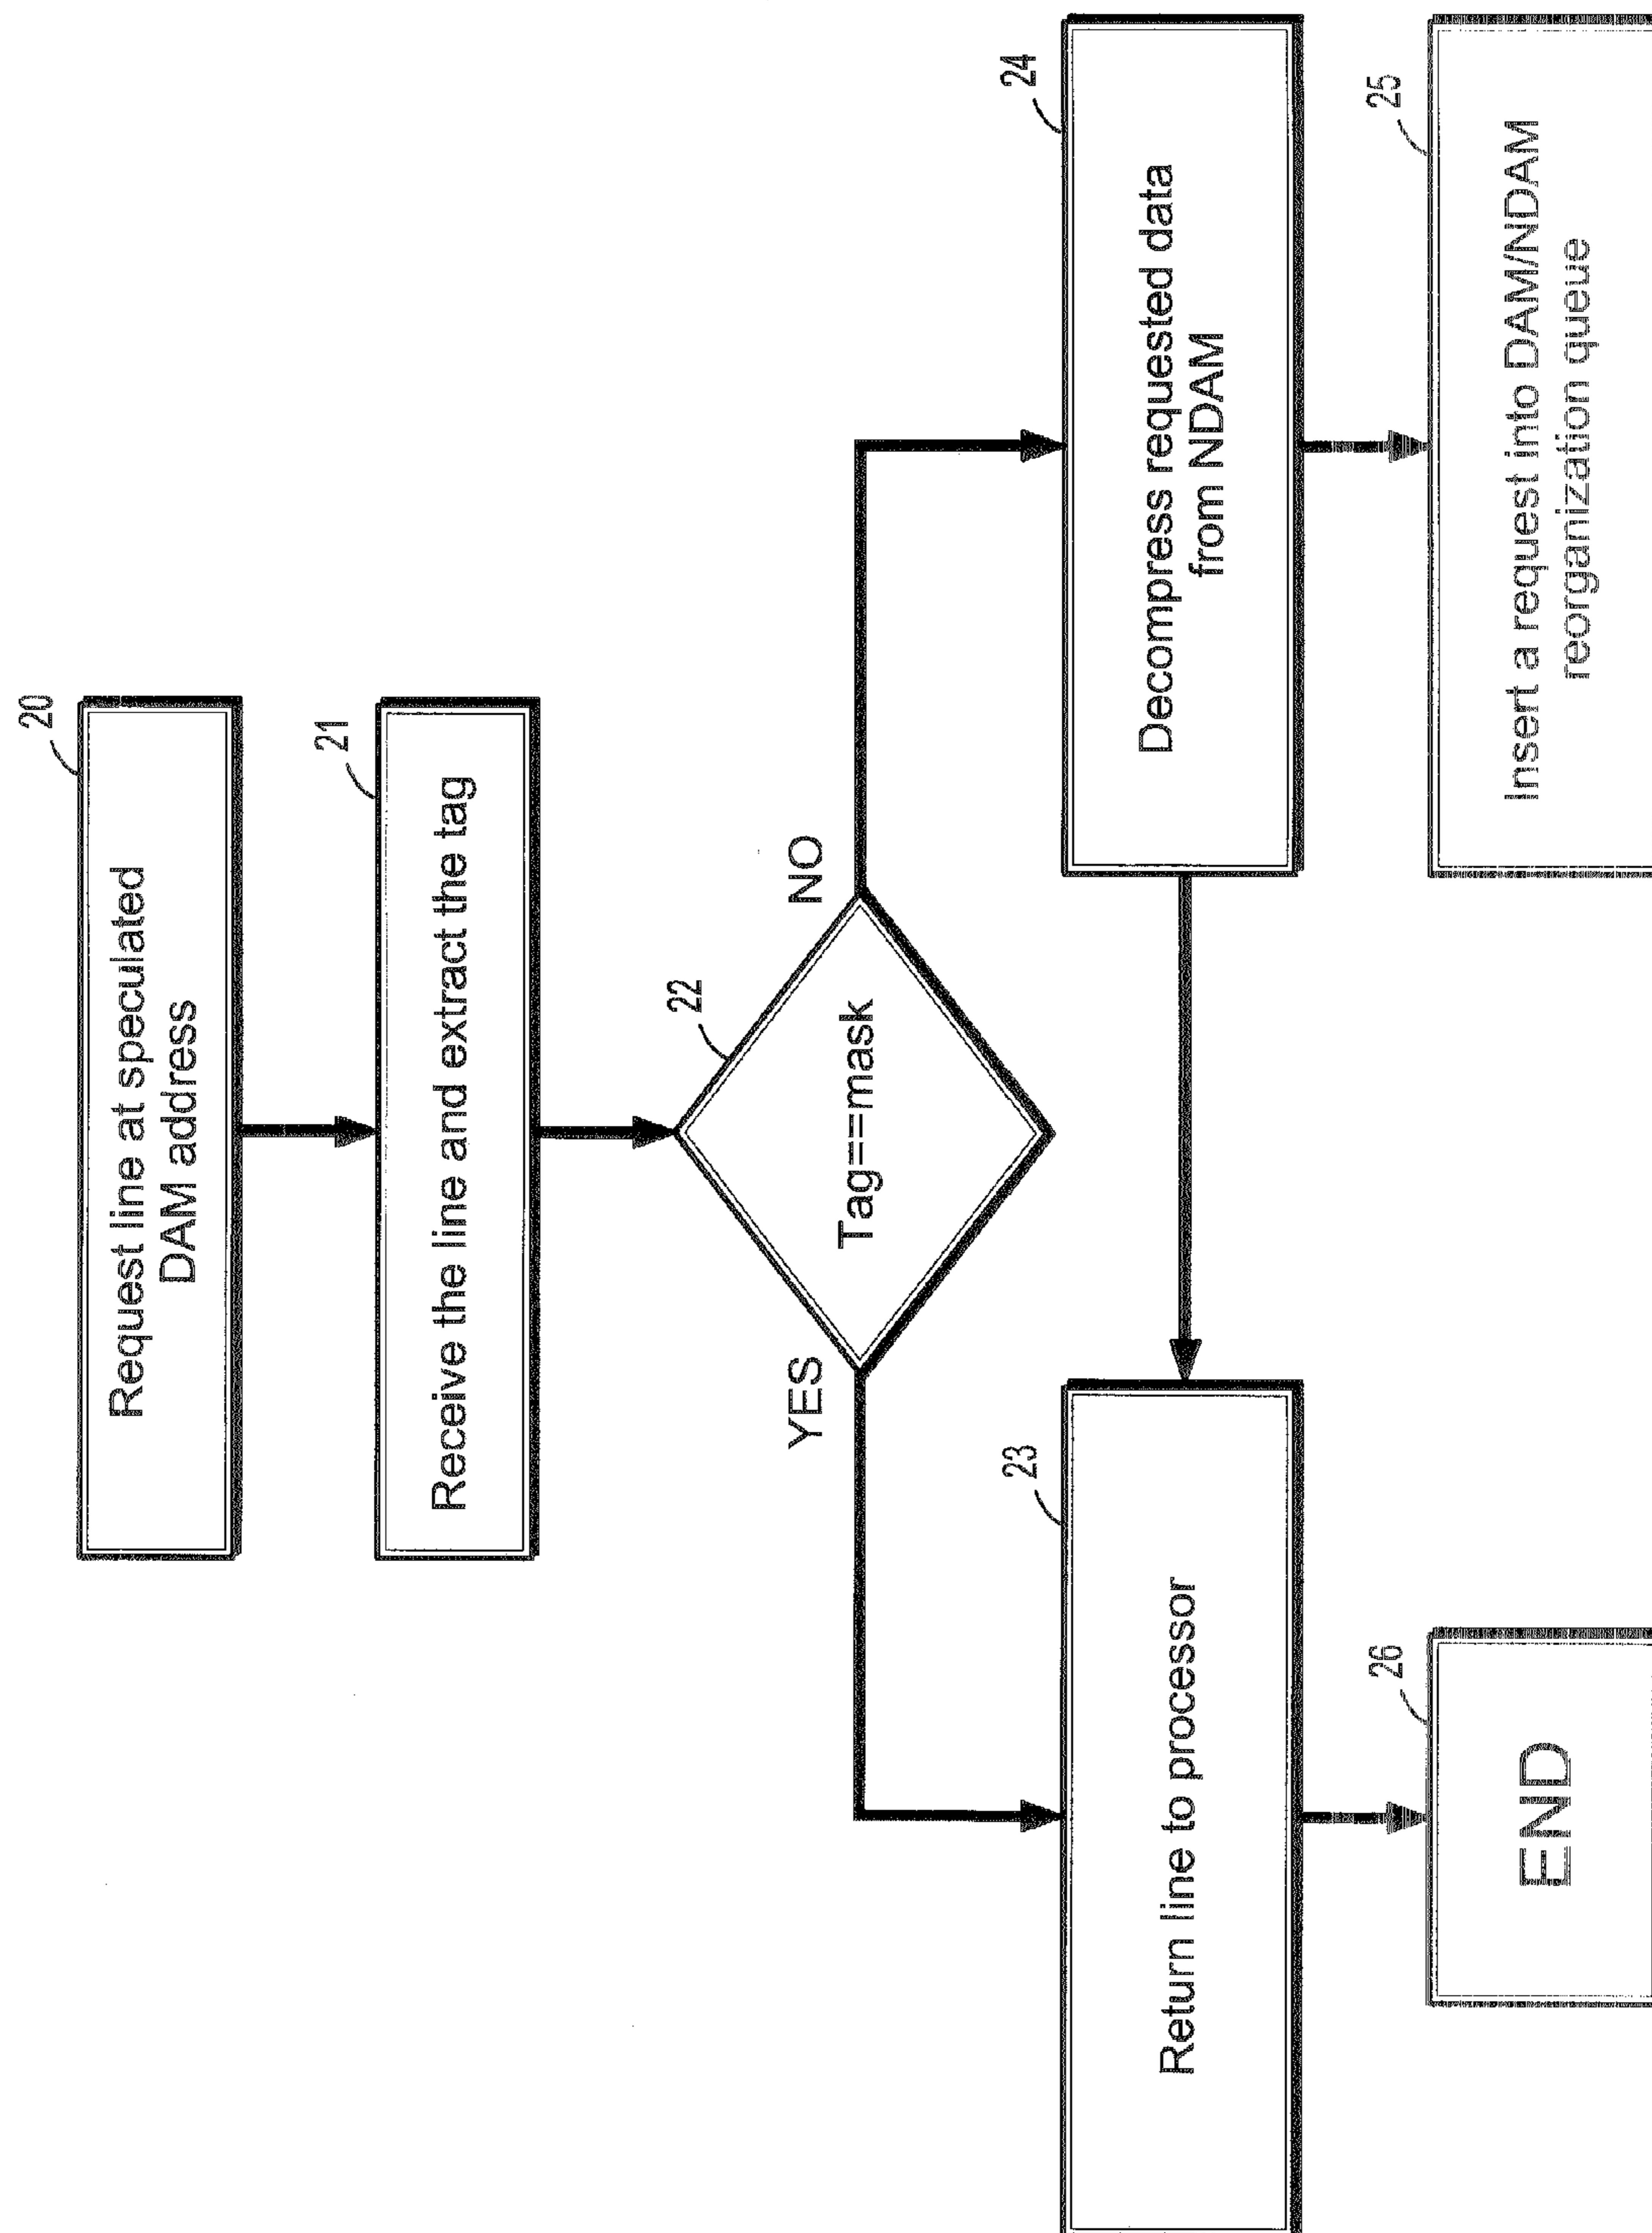 20
Request line at speculated
DAM address
21
Receive the line and extract the tag
22
Tag==mask
YES
NO
23
Return line to processor
24
Decompress requested data
from NDAM
25
Insert a request into DAM/NDAM
reorganization queue
26
END